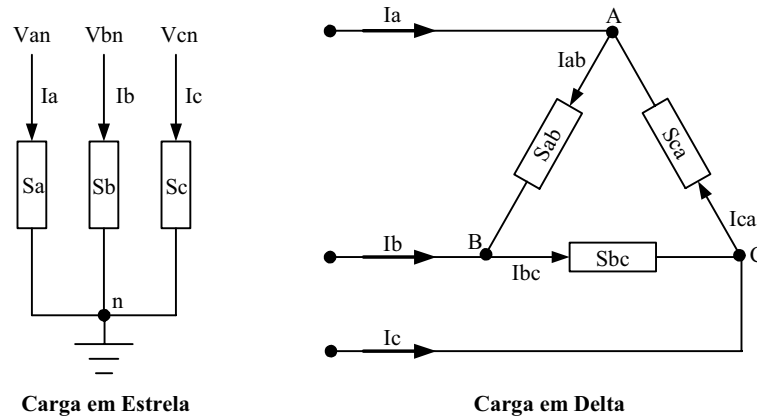 Van Vbn Vcn
Ia Ib Ic
Sa Sb Sc
n
Carga em Estrela
Ia
A
Iab
Sab
Sca
Ica
Ib
B
Ibc
Sbc
C
Ic
Carga em Delta